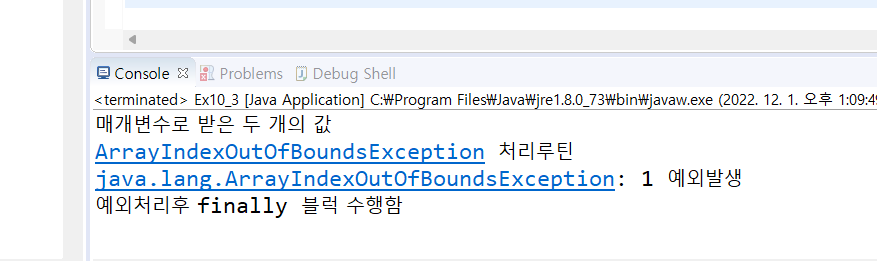 Console Problems Debug Shell
<terminated> Ex10_3 [Java Application] C:₩Program Files₩Java₩jre1.8.0_73₩bin₩javaw.exe (2022. 12. 1. 오후 1:09:49
매개변수로 받은 두 개의 값
ArrayIndexOutOfBoundsException 처리루틴
java.lang.ArrayIndexOutOfBoundsException: 1 예외발생
예외처리후 finally 블럭 수행함